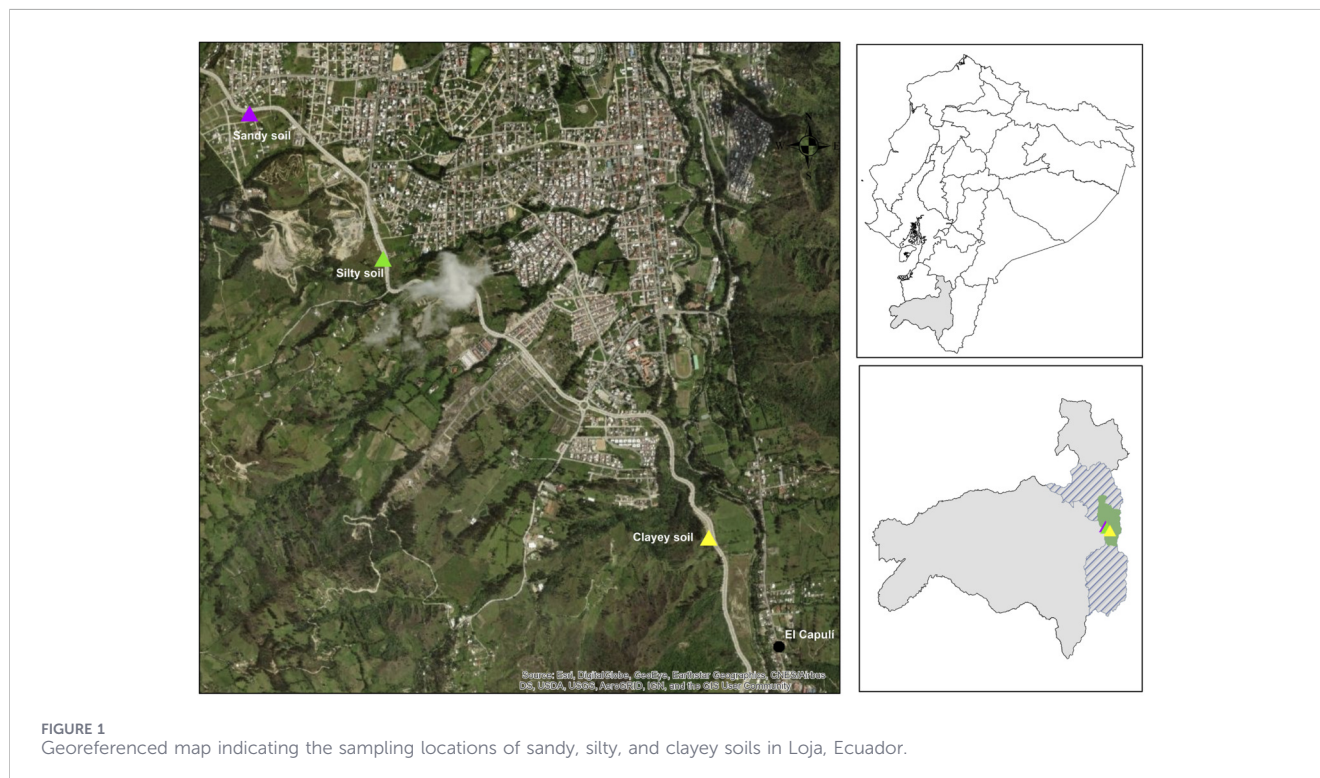 Sandy soil
Silty soil
Clayey soil
El Capulí
Source: Esri, DigitalGlobe, GeoEye, Earthstar Geographics, CNES/Airbus
DS, USDA, USGS, AeroGRID, IGN, and the GIS User Community
FIGURE 1
Georeferenced map indicating the sampling locations of sandy, silty, and clayey soils in Loja, Ecuador.